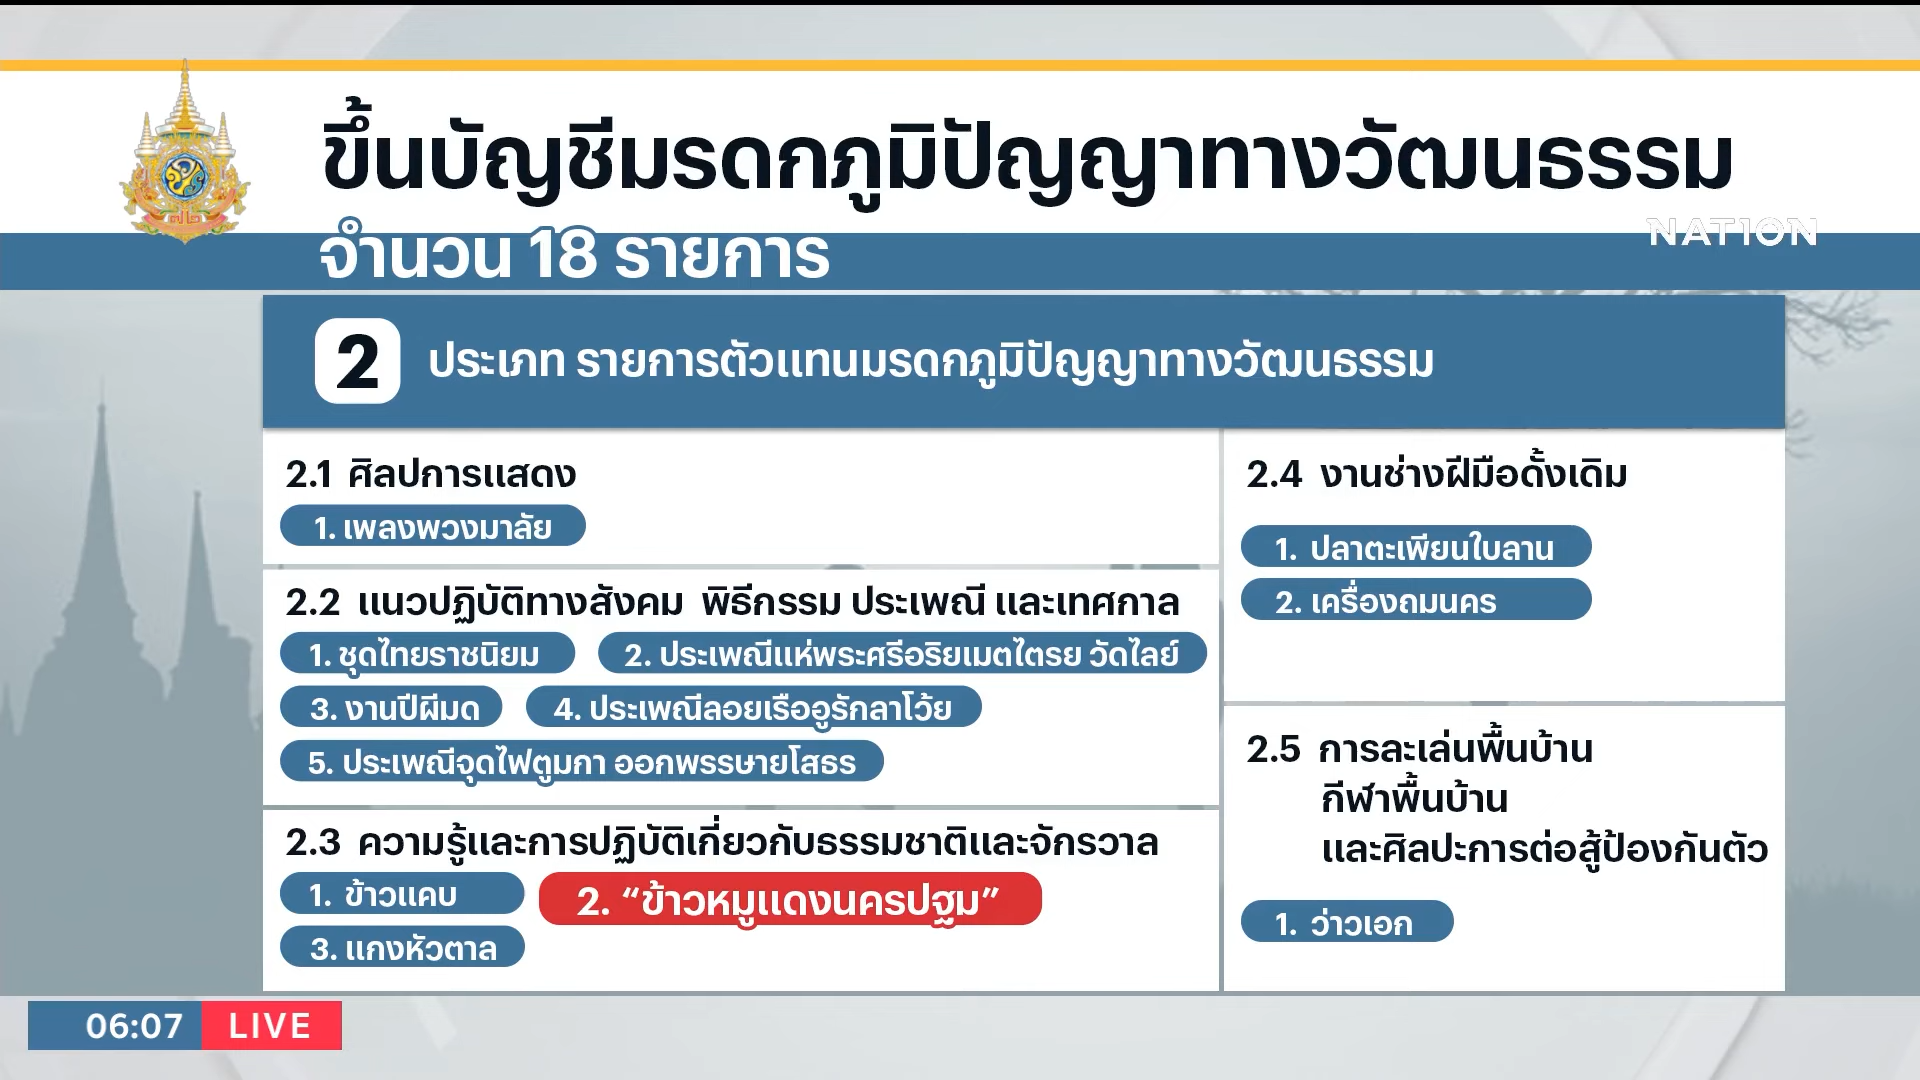 ขึ้นบัญชีมรดกภูมิปัญญาทางวัฒนธรรม
NATION
จำนวน 18 รายการ
2 ประเภท รายการตัวแทนมรดกภูมิปัญญาทางวัฒนธรรม
2.1 ศิลปการแสดง
1. เพลงพวงมาลัย
2.2 แนวปฏิบัติทางสังคม พิธีกรรม ประเพณี และเทศกาล
1. ชุดไทยราชนิยม
2. ประเพณีแห่พระศรีอริยเมตไตรย วัดไลย์
3. งานปีผีมด
4. ประเพณีลอยเรืออูรักลาโว้ย
5. ประเพณีจุดไฟตูมกา ออกพรรษายโสธร
2.3 ความรู้และการปฏิบัติเกี่ยวกับธรรมชาติและจักรวาล
1. ข้าวแคบ
2. “ข้าวหมูแดงนครปฐม”
3. แกงหัวตาล
2.4 งานช่างฝีมือดั้งเดิม
1. ปลาตะเพียนใบลาน
2. เครื่องถมนคร
2.5 การละเล่นพื้นบ้าน
กีฬาพื้นบ้าน
และศิลปะการต่อสู้ป้องกันตัว
1. ว่าวเอก
06:07 LIVE